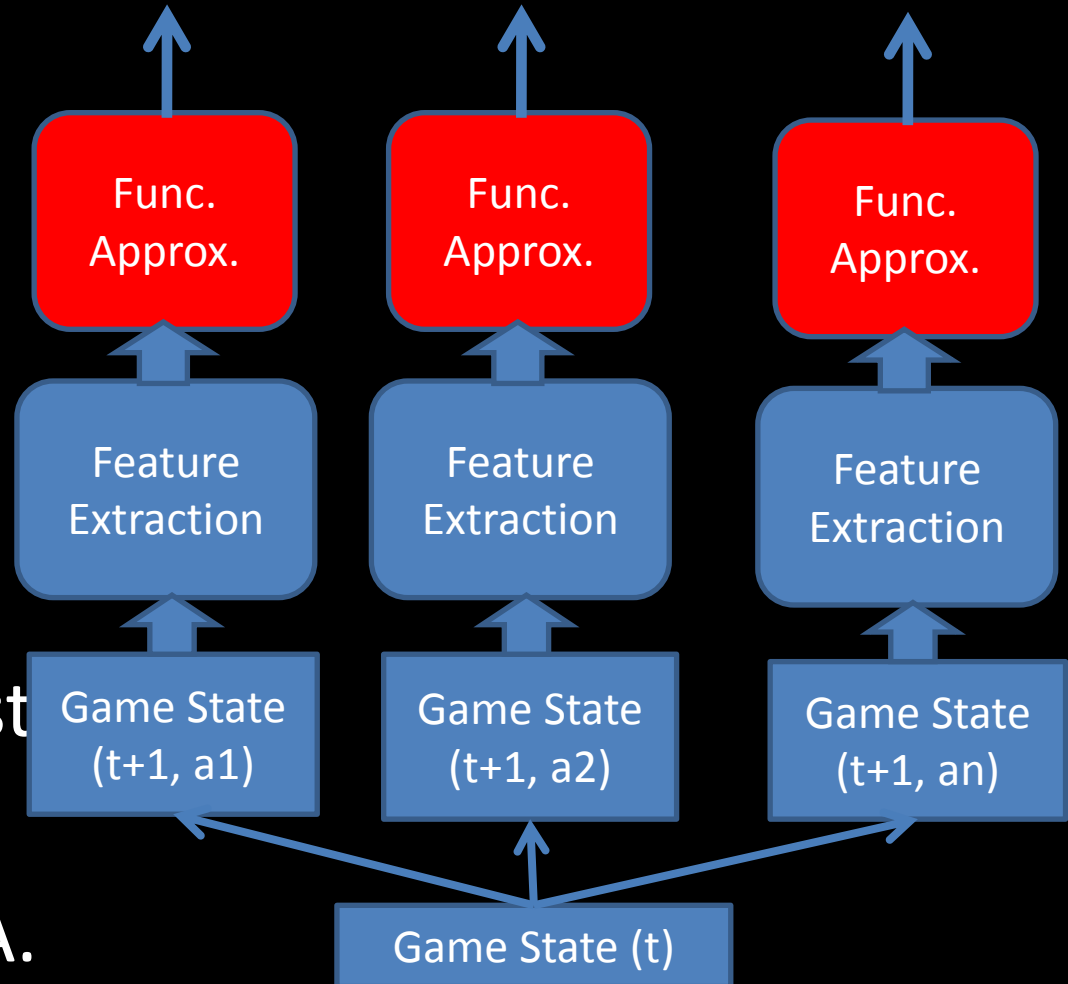 Func.
Approx.
Func.
Approx.
Func.
Approx.
Feature
Extraction
Feature
Extraction
Feature
Extraction
st
Game State
(t+1, a1)
Game State
(t+1, a2)
Game State
(t+1, an)
A.
Game State (t)